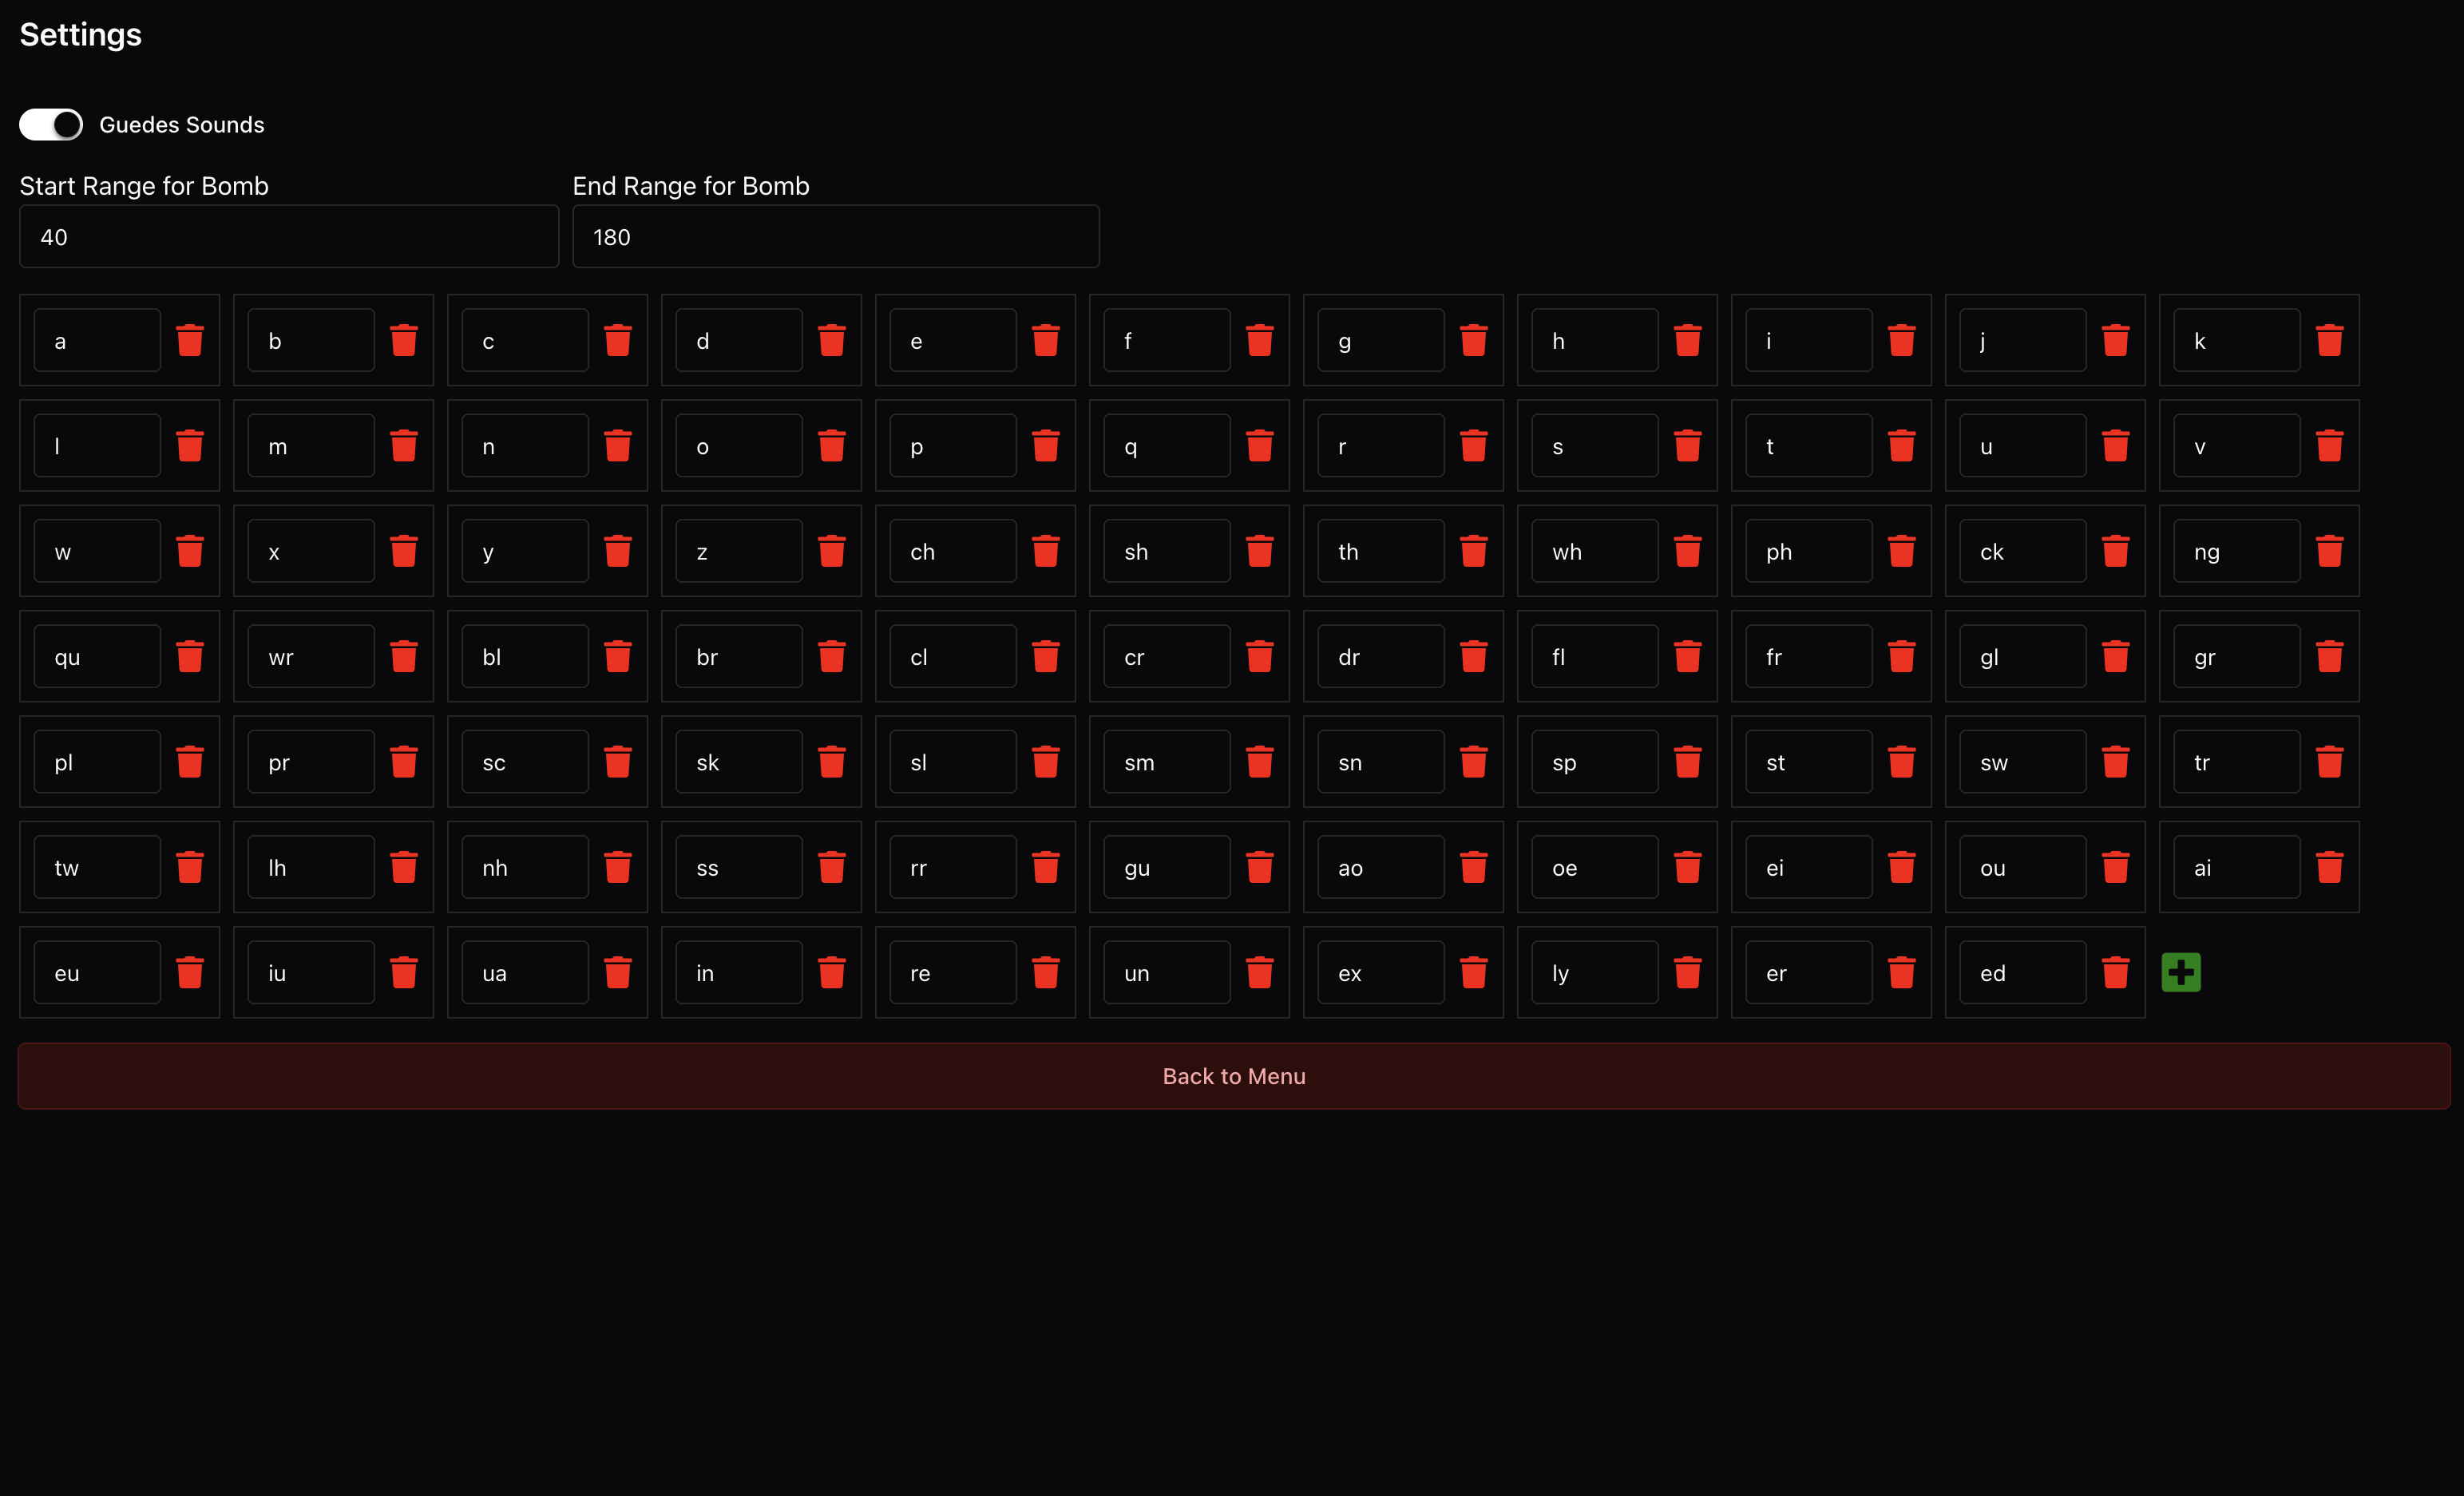 Settings
Guedes Sounds
Start Range for Bomb End Range for Bomb
40 180
a b c d e f g h i j k
l m n o p q r s t u v
w x y z ch sh th wh ph ck ng
qu wr bl br cl cr dr fl fr gl gr
pl pr sc sk sl sm sn sp st sw tr
tw lh nh ss rr gu ao oe ei ou ai
eu iu ua in re un ex ly er ed
Back to Menu